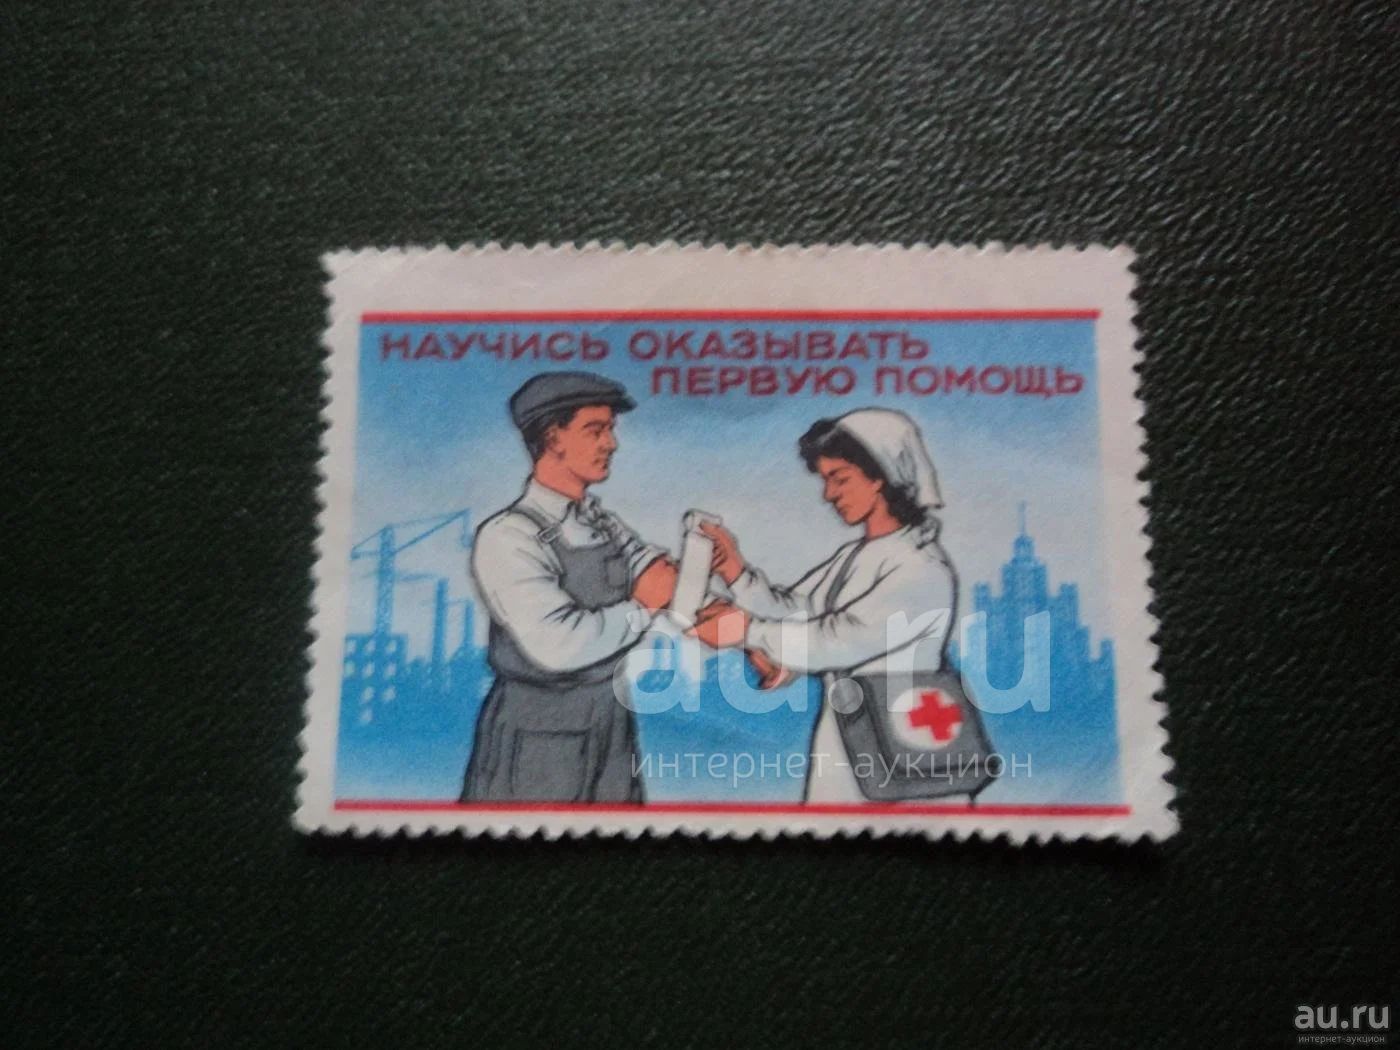 НАУЧИСЬ ОКАЗЫВАТЬ
ПЕРВУЮ ПОМОЩЬ
au.ru
интернет-аукцион
au.ru
интернет-аукцион